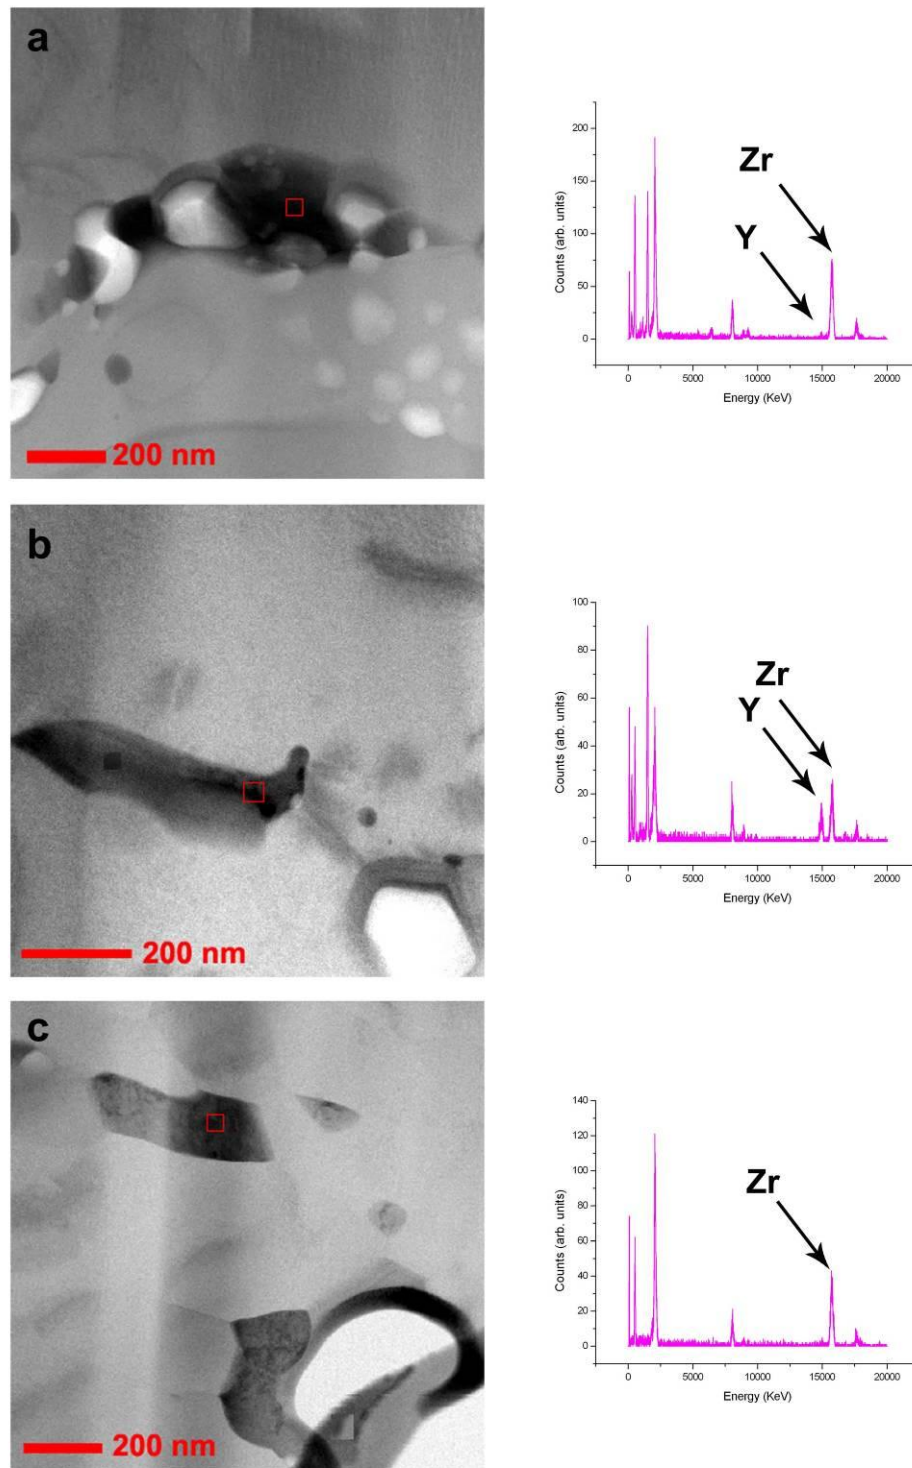 a
200 nm
Zr
Y
200
150
100
50
0
0 5000 10000 15000 20000
Counts (arb. units)
Energy (KeV)
b
200 nm
Zr
Y
100
80
60
40
20
0
0 5000 10000 15000 20000
Counts (arb. units)
Energy (KeV)
c
200 nm
Zr
140
120
100
80
60
40
20
0
0 5000 10000 15000 20000
Counts (arb. units)
Energy (KeV)